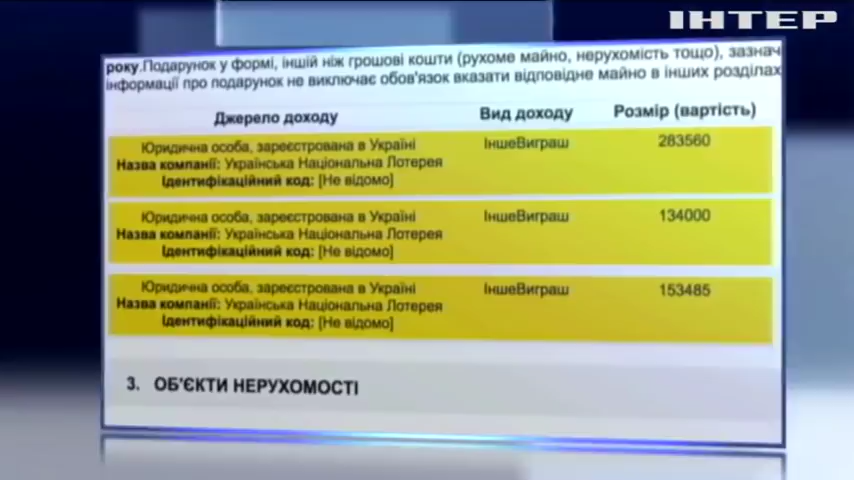 ІНТЕР
року.Подарунок у формі, іншій ніж грошові кошти (рухоме майно, нерухомість тощо), зазнач
інформації про подарунок не виключає обов'язок вказати відповідне майно в інших розділах
Джерело доходу Вид доходу Розмір (вартість)
Юридична особа, зареєстрована в Україні ІншеВиграш 283560
Назва компанії: Українська Національна Лотерея
Ідентифікаційний код: [Не відомо]
Юридична особа, зареєстрована в Україні ІншеВиграш 134000
Назва компанії: Українська Національна Лотерея
Ідентифікаційний код: [Не відомо]
Юридична особа, зареєстрована в Україні ІншеВиграш 153485
Назва компанії: Українська Національна Лотерея
Ідентифікаційний код: [Не відомо]
3. ОБ'ЄКТИ НЕРУХОМОСТІ